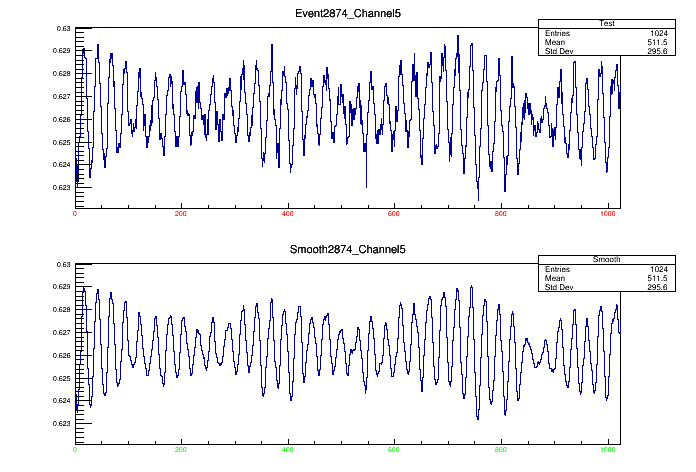 Event2874_Channel5
Test
Entries 1024
Mean 511.5
Std Dev 295.6
0.63
0.629
0.628
0.627
0.626
0.625
0.624
0.623
0 200 400 600 800 1000
Smooth2874_Channel5
Smooth
Entries 1024
Mean 511.5
Std Dev 295.6
0.63
0.629
0.628
0.627
0.626
0.625
0.624
0.623
0 200 400 600 800 1000